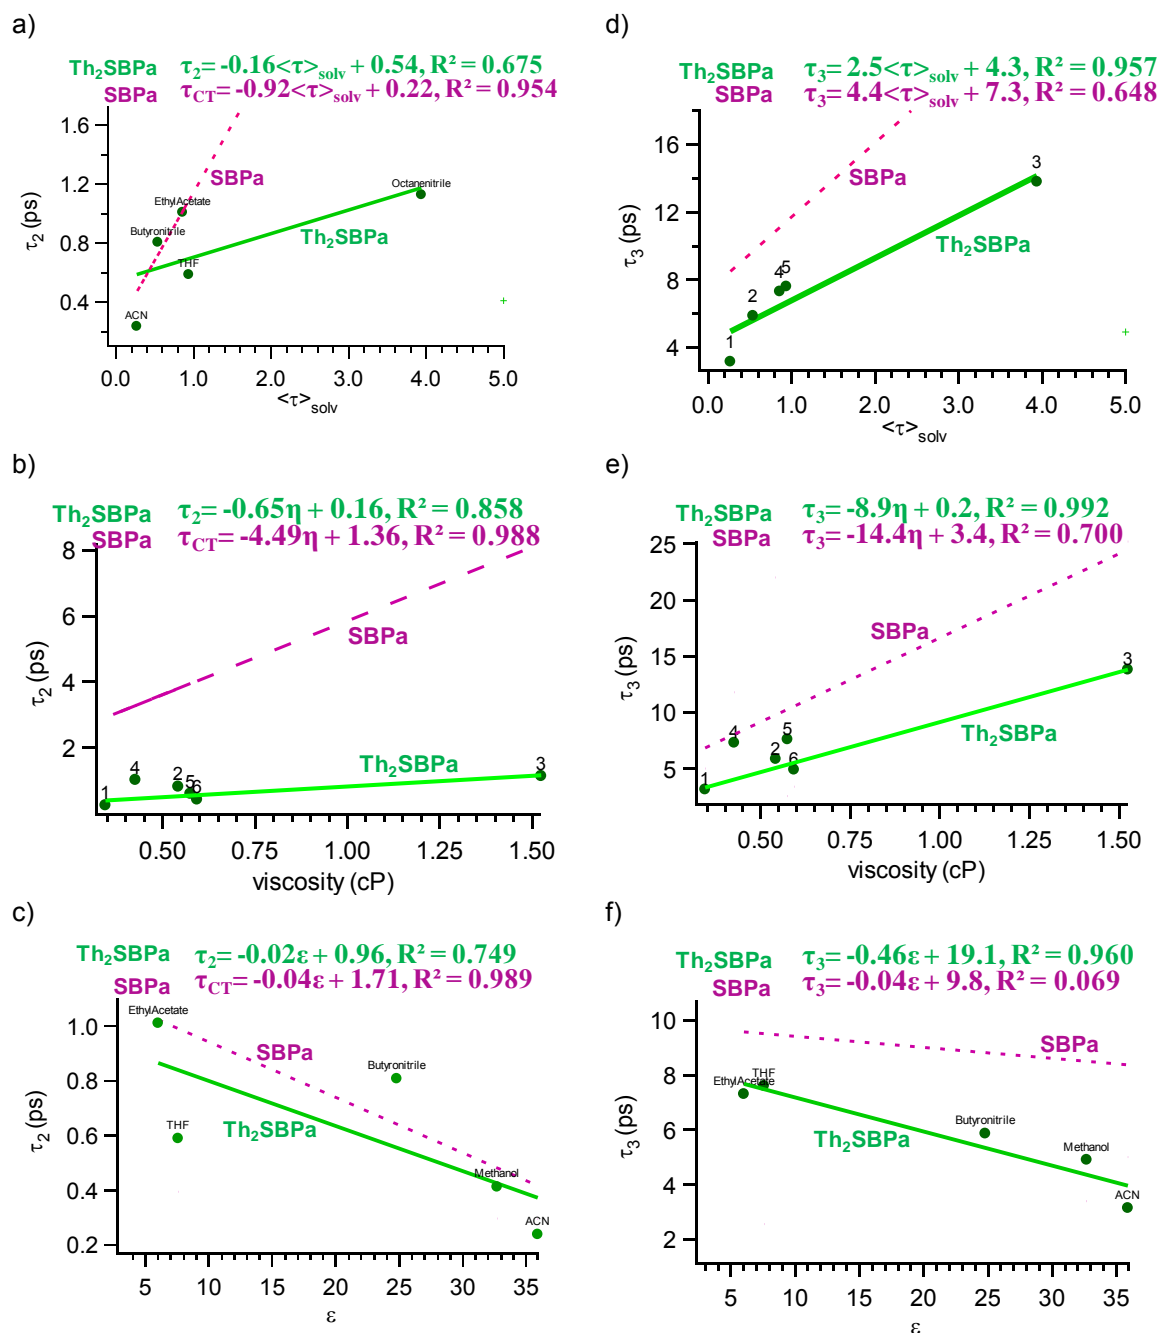 a)
Th₂SBPa τ₂= -0.16<τ>solv + 0.54, R² = 0.675
SBPa τCT= -0.92<τ>solv + 0.22, R² = 0.954
1.6
1.2
0.8
0.4
τ₂ (ps)
SBPa
EthylAcetate
Octanenitrile
Butyronitrile
Th₂SBPa
THF
ACN
0.0 1.0 2.0 3.0 4.0 5.0
<τ>solv
d)
Th₂SBPa τ₃= 2.5<τ>solv + 4.3, R² = 0.957
SBPa τ₃= 4.4<τ>solv + 7.3, R² = 0.648
16
12
8
4
τ₃ (ps)
SBPa
3
Th₂SBPa
4 5
2
1
0.0 1.0 2.0 3.0 4.0 5.0
<τ>solv
b)
Th₂SBPa τ₂= -0.65η + 0.16, R² = 0.858
SBPa τCT= -4.49η + 1.36, R² = 0.988
8
6
4
2
τ₂ (ps)
SBPa
Th₂SBPa
1 4 2 5 6 3
0.50 0.75 1.00 1.25 1.50
viscosity (cP)
e)
Th₂SBPa τ₃= -8.9η + 0.2, R² = 0.992
SBPa τ₃= -14.4η + 3.4, R² = 0.700
25
20
15
10
5
τ₃ (ps)
SBPa
Th₂SBPa
1 4 2 5 6 3
0.50 0.75 1.00 1.25 1.50
viscosity (cP)
c)
Th₂SBPa τ₂= -0.02ε + 0.96, R² = 0.749
SBPa τCT= -0.04ε + 1.71, R² = 0.989
1.0
0.8
0.6
0.4
0.2
τ₂ (ps)
EthylAcetate
SBPa
Butyronitrile
THF
Th₂SBPa
Methanol
ACN
5 10 15 20 25 30 35
ε
f)
Th₂SBPa τ₃= -0.46ε + 19.1, R² = 0.960
SBPa τ₃= -0.04ε + 9.8, R² = 0.069
10
8
6
4
2
τ₃ (ps)
SBPa
THF
EthylAcetate
Butyronitrile
Th₂SBPa
Methanol
ACN
5 10 15 20 25 30 35
ε